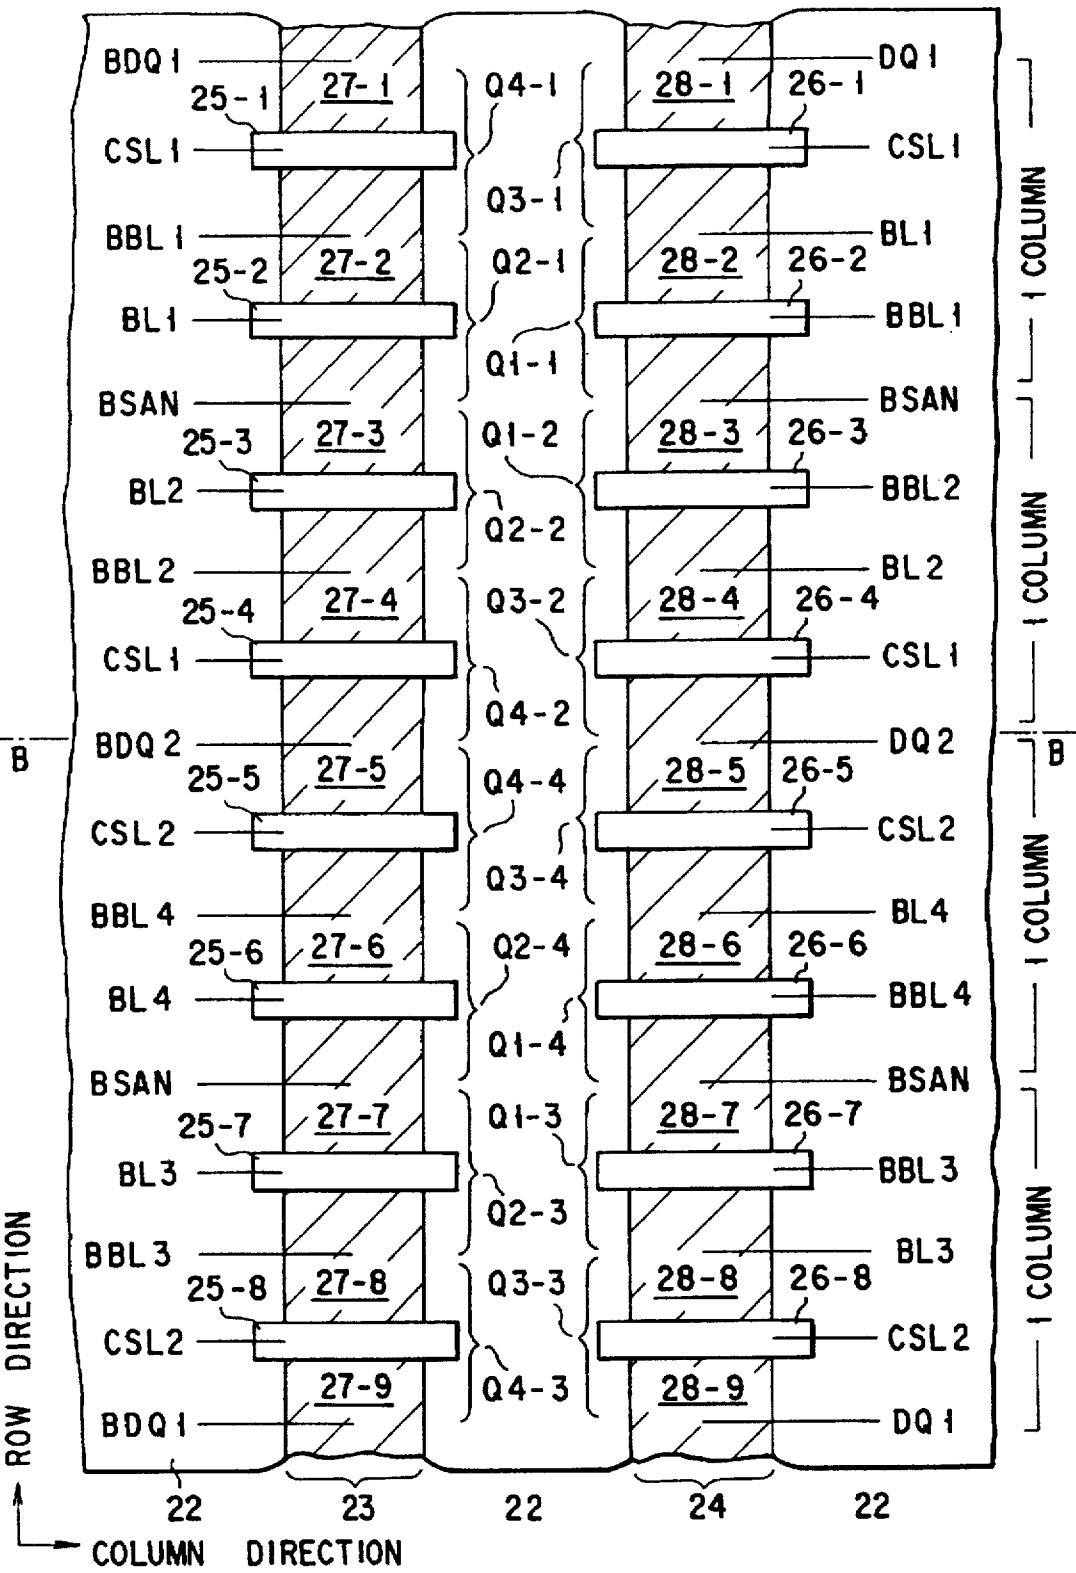 BDQ1 27-1 Q4-1 28-1 DQ1
25-1 26-1
CSL1 CSL1
Q3-1
BBL1 BL1
25-2 27-2 Q2-1 28-2 26-2
BL1 BBL1
Q1-1
1 COLUMN
BSAN BSAN
25-3 27-3 Q1-2 28-3 26-3
BL2 BBL2
Q2-2
BBL2 BL2
25-4 27-4 Q3-2 28-4 26-4
CSL1 CSL1
1 COLUMN
Q4-2
BDQ2 DQ2
B B
25-5 27-5 Q4-4 28-5 26-5
CSL2 CSL2
Q3-4
BBL4 BL4
25-6 27-6 Q2-4 28-6 26-6
BL4 BBL4
Q1-4
1 COLUMN
BSAN BSAN
25-7 27-7 Q1-3 28-7 26-7
BL3 BBL3
Q2-3
BBL3 BL3
25-8 27-8 Q3-3 28-8 26-8
CSL2 CSL2
1 COLUMN
27-9 Q4-3 28-9
BDQ1 DQ1
22 23 22 24 22
ROW DIRECTION
COLUMN DIRECTION